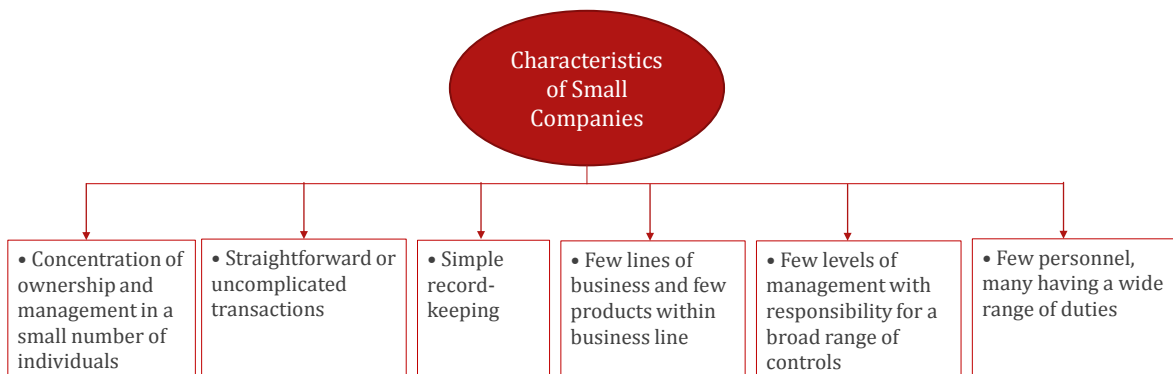 Characteristics
of Small
Companies
• Concentration of
ownership and
management in a
small number of
individuals
• Straightforward or
uncomplicated
transactions
• Simple
record-
keeping
• Few lines of
business and few
products within
business line
• Few levels of
management with
responsibility for a
broad range of
controls
• Few personnel,
many having a wide
range of duties